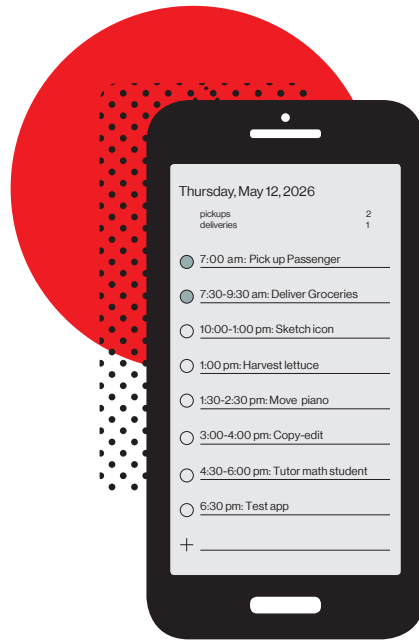 Thursday, May 12, 2026
pickups 2
deliveries 1
7:00 am: Pick up Passenger
7:30-9:30 am: Deliver Groceries
10:00-1:00 pm: Sketch icon
1:00 pm: Harvest lettuce
1:30-2:30 pm: Move piano
3:00-4:00 pm: Copy-edit
4:30-6:00 pm: Tutor math student
6:30 pm: Test app
+